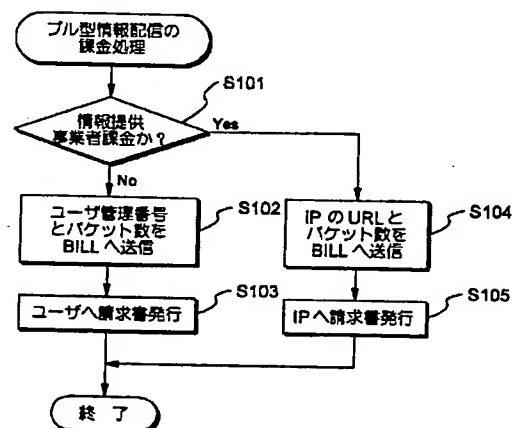 プル型情報配信の
課金処理
S101
情報提供
事業者課金か?
Yes
No
ユーザ管理番号
とパケット数を
BILLへ送信
S102
IPのURLと
パケット数を
BILLへ送信
S104
ユーザへ請求書発行
S103
IPへ請求書発行
S105
終 了